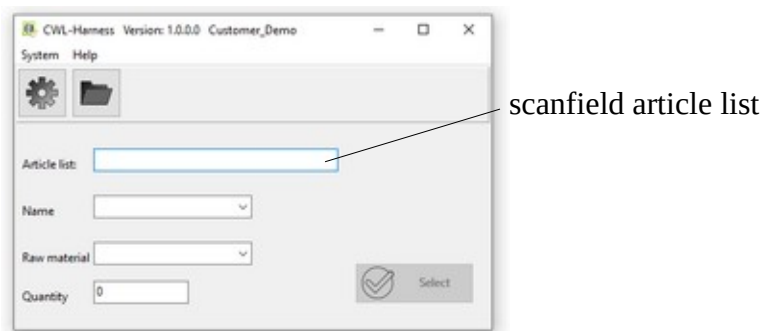 CWL-Harness Version: 1.0.0.0 Customer_Demo
System Help
scanfield article list
Article list:
Name
Raw material
Select
Quantity 0